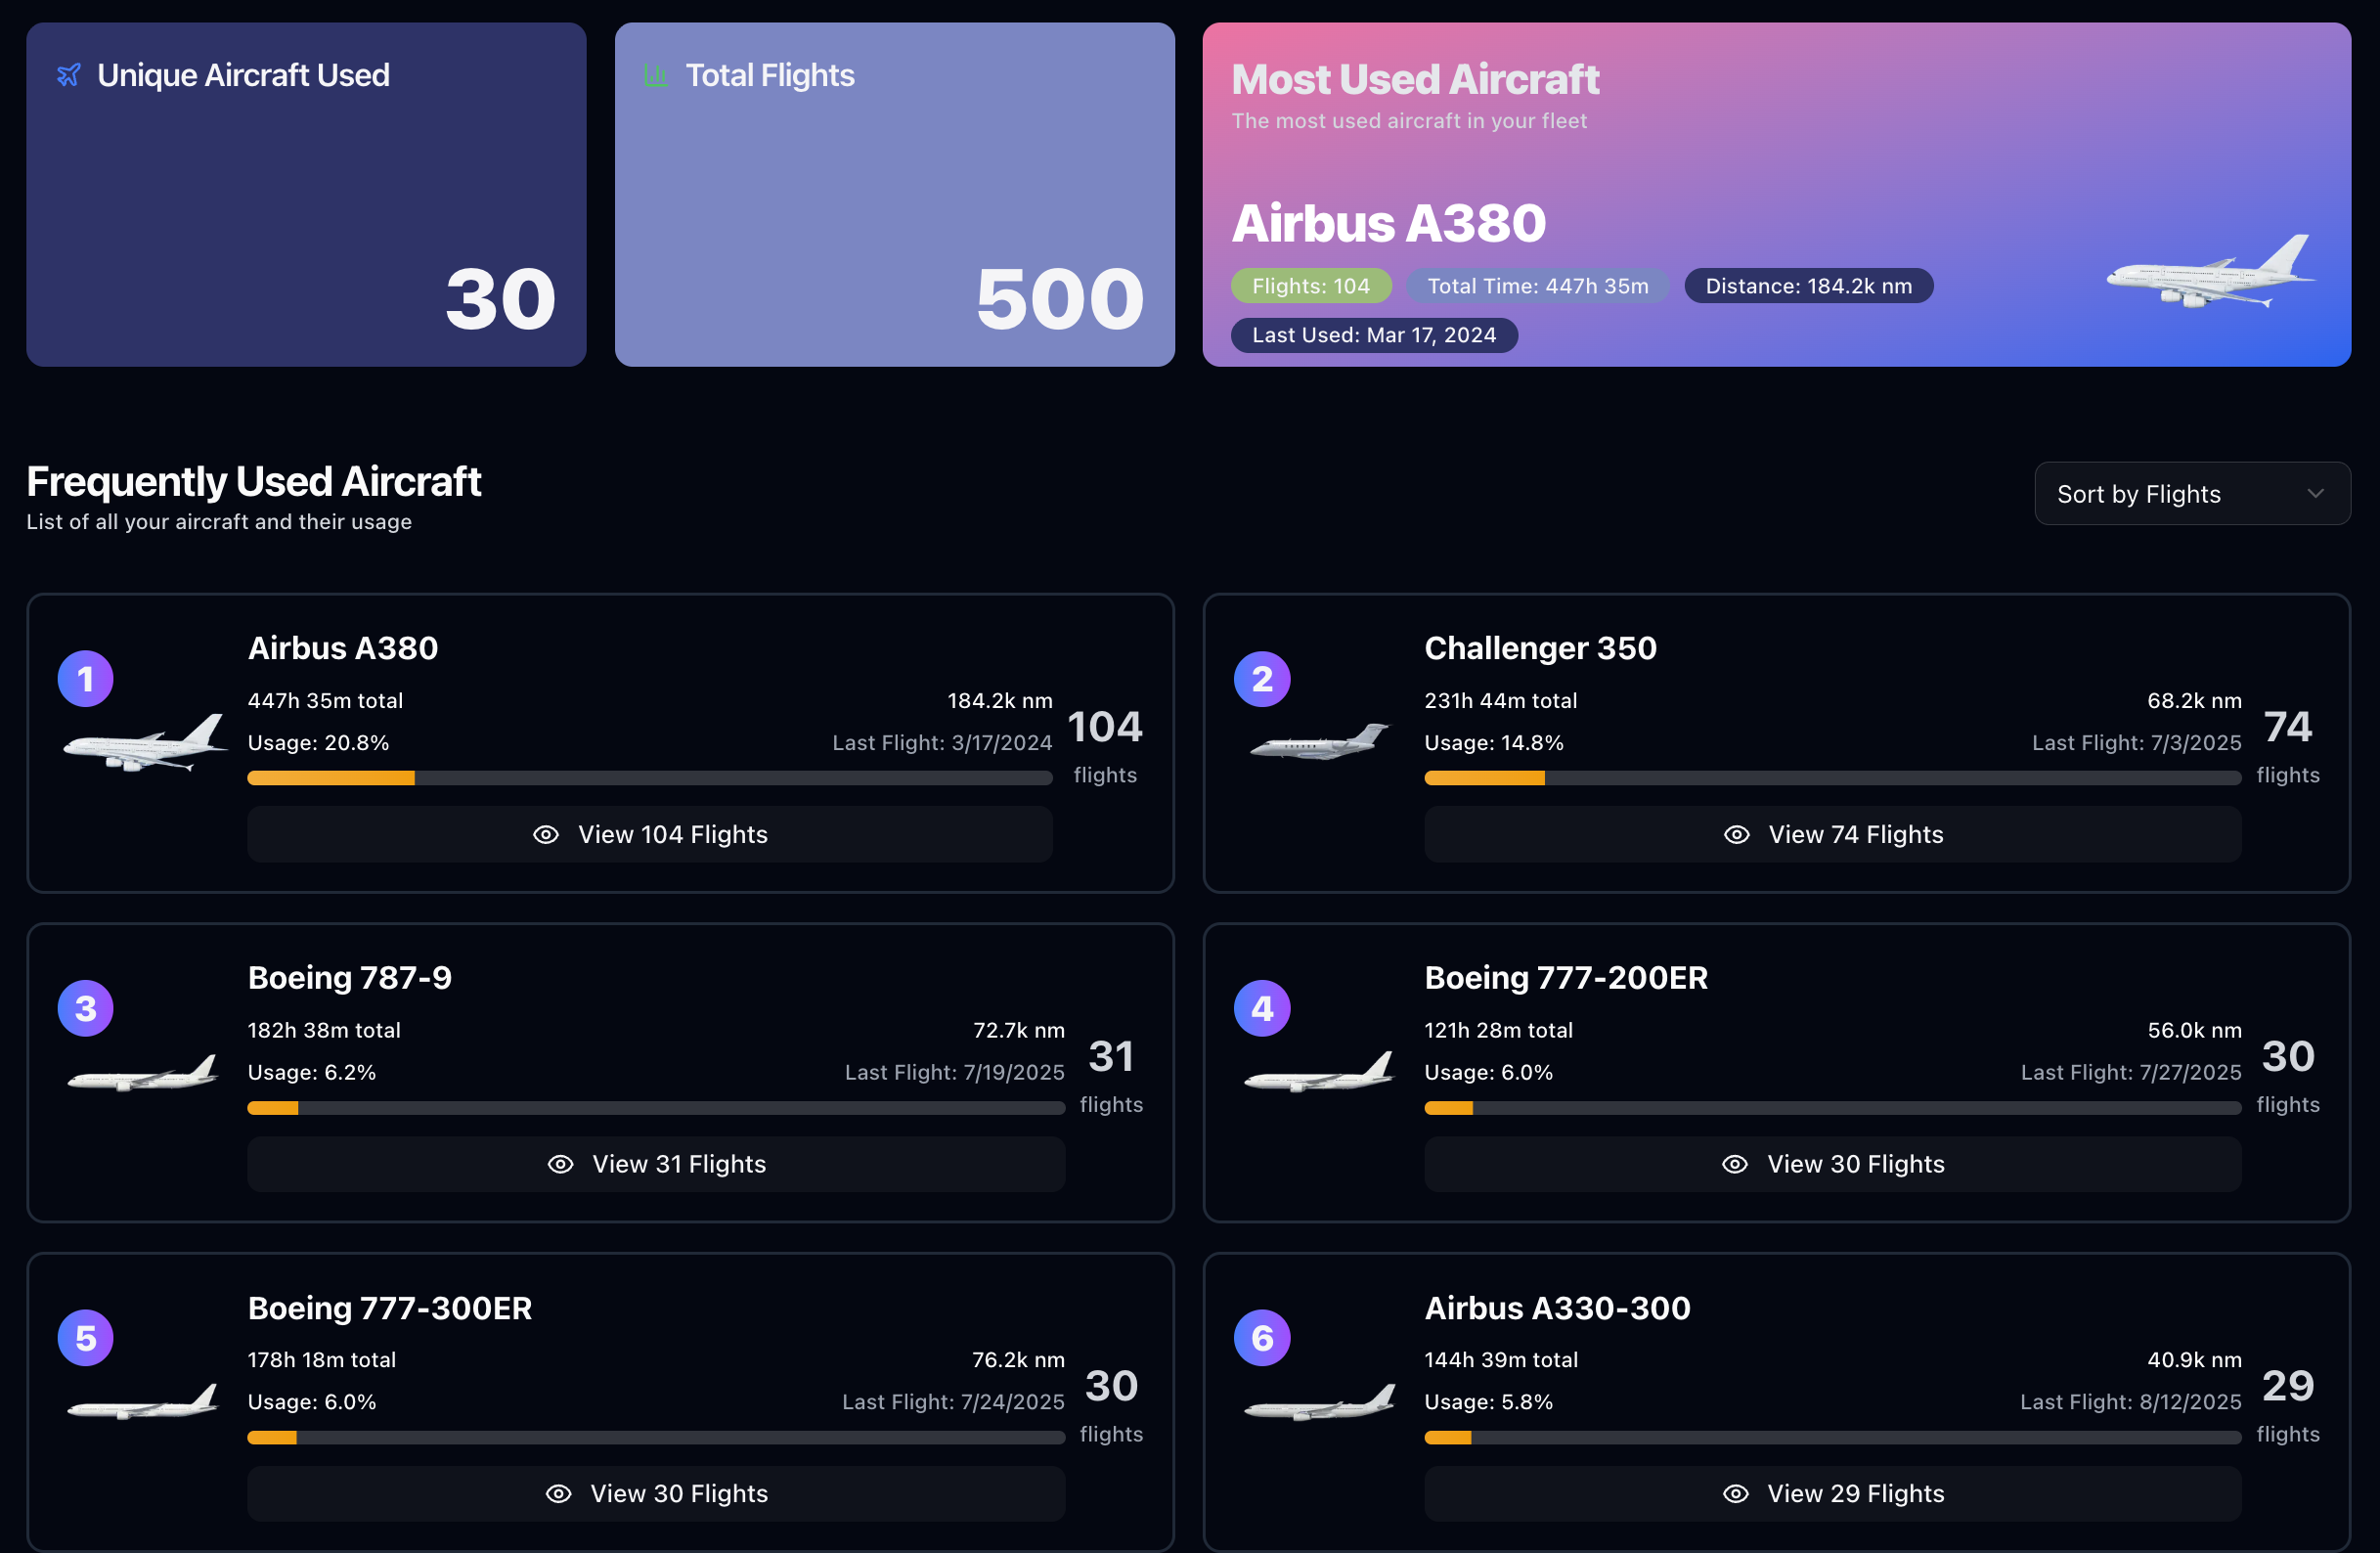 Unique Aircraft Used
30
Total Flights
500
Most Used Aircraft
The most used aircraft in your fleet
Airbus A380
Flights: 104
Total Time: 447h 35m
Distance: 184.2k nm
Last Used: Mar 17, 2024
Frequently Used Aircraft
List of all your aircraft and their usage
Sort by Flights
1
Airbus A380
447h 35m total
184.2k nm
Usage: 20.8%
Last Flight: 3/17/2024
104
flights
View 104 Flights
2
Challenger 350
231h 44m total
68.2k nm
Usage: 14.8%
Last Flight: 7/3/2025
74
flights
View 74 Flights
3
Boeing 787-9
182h 38m total
72.7k nm
Usage: 6.2%
Last Flight: 7/19/2025
31
flights
View 31 Flights
4
Boeing 777-200ER
121h 28m total
56.0k nm
Usage: 6.0%
Last Flight: 7/27/2025
30
flights
View 30 Flights
5
Boeing 777-300ER
178h 18m total
76.2k nm
Usage: 6.0%
Last Flight: 7/24/2025
30
flights
View 30 Flights
6
Airbus A330-300
144h 39m total
40.9k nm
Usage: 5.8%
Last Flight: 8/12/2025
29
flights
View 29 Flights